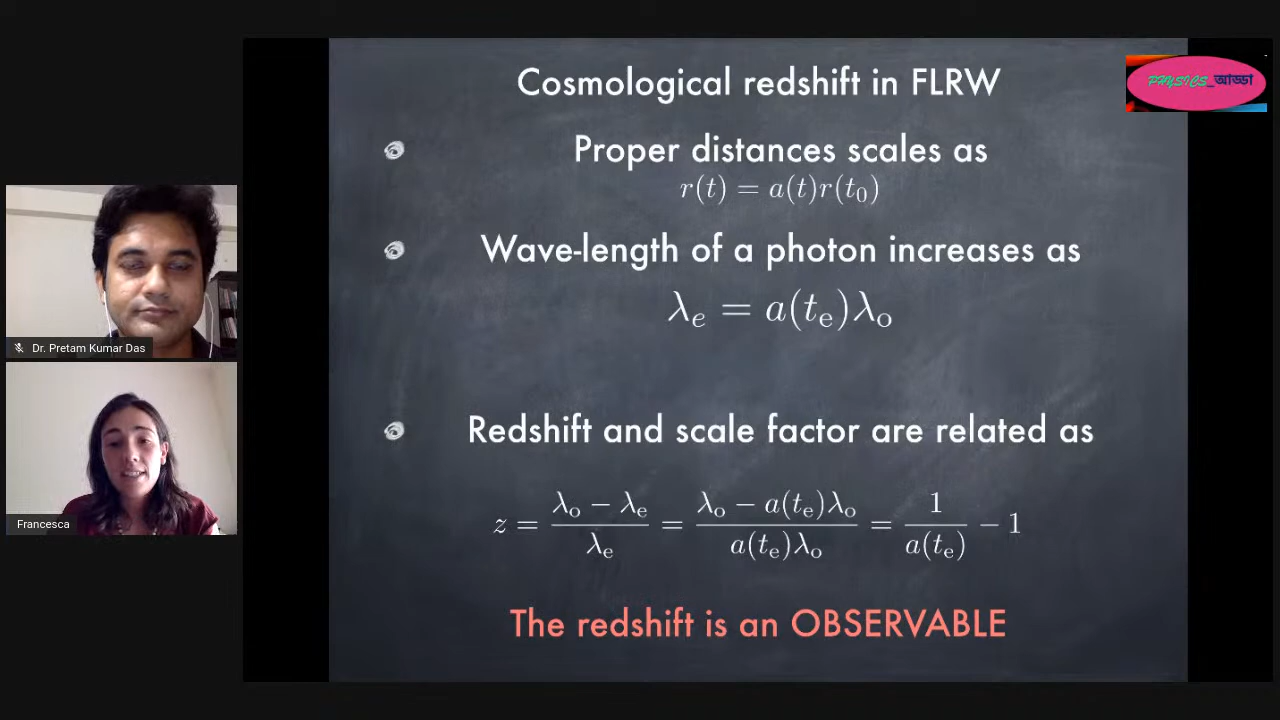 Cosmological redshift in FLRW
PHYSICS_আড্ডা
Proper distances scales as
r(t) = a(t)r(t₀)
Wave-length of a photon increases as
λₑ = a(tₑ)λₒ
Redshift and scale factor are related as
z = (λₒ − λₑ)/λₑ = (λₒ − a(tₑ)λₒ)/(a(tₑ)λₒ) = 1/a(tₑ) − 1
The redshift is an OBSERVABLE
Dr. Pretam Kumar Das
Francesca